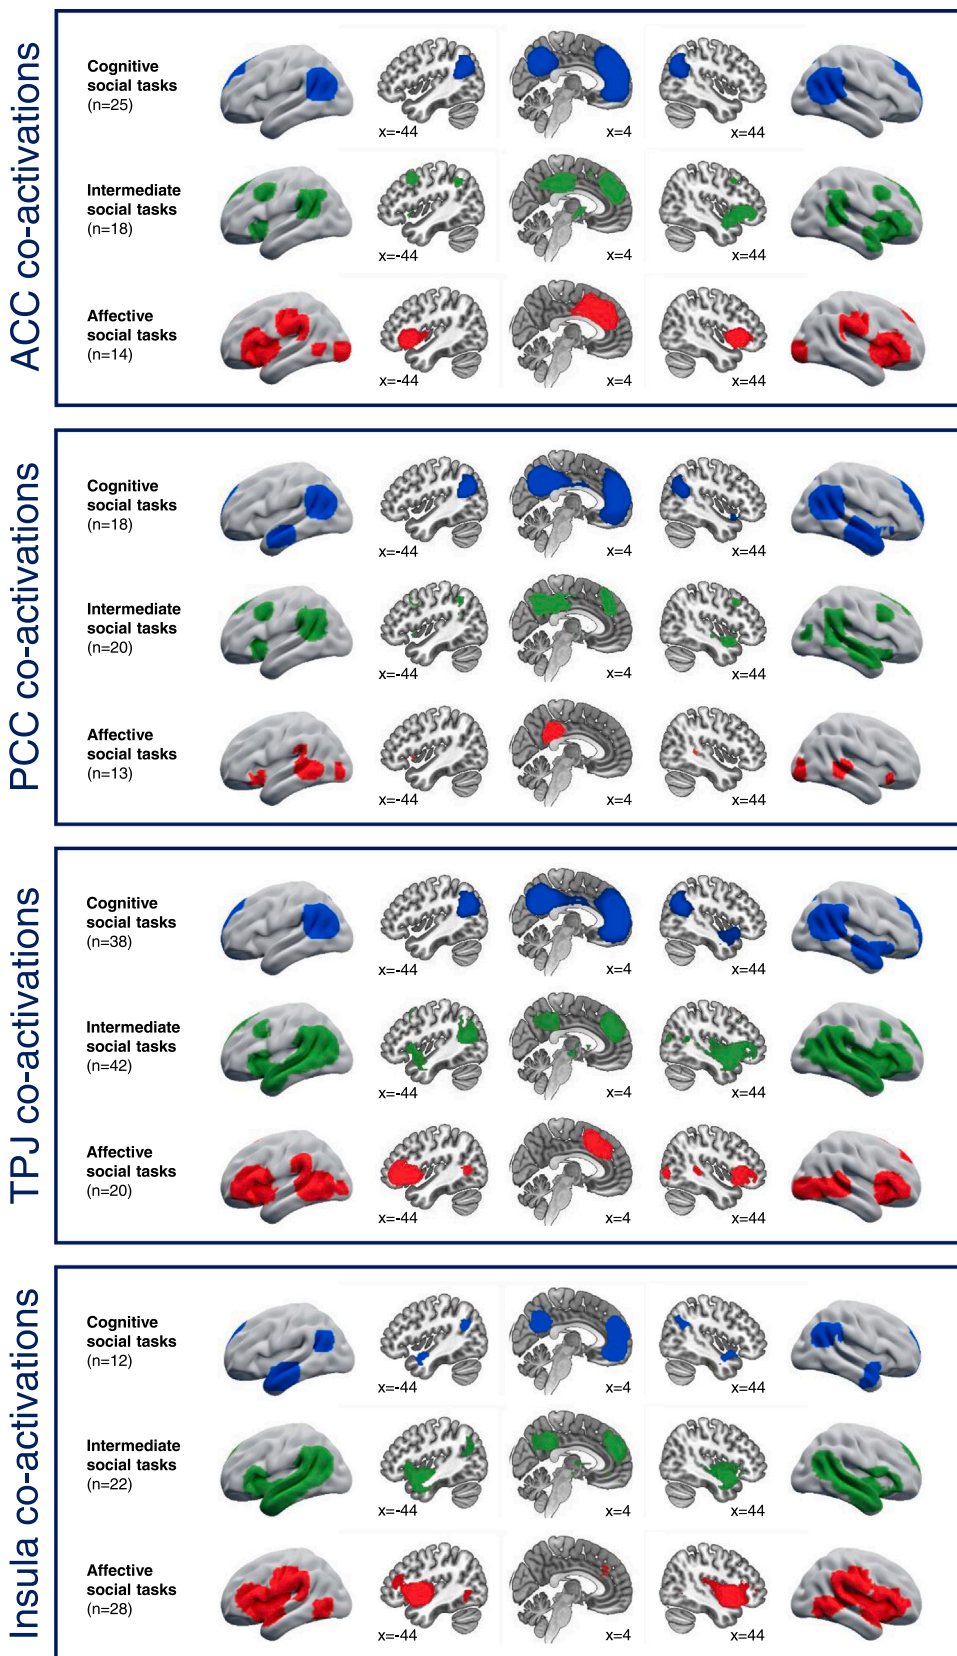 ACC co-activations
Cognitive
social tasks
(n=25)
x=-44
x=4
x=44
Intermediate
social tasks
(n=18)
x=-44
x=4
x=44
Affective
social tasks
(n=14)
x=-44
x=4
x=44
PCC co-activations
Cognitive
social tasks
(n=18)
x=-44
x=4
x=44
Intermediate
social tasks
(n=20)
x=-44
x=4
x=44
Affective
social tasks
(n=13)
x=-44
x=4
x=44
TPJ co-activations
Cognitive
social tasks
(n=38)
x=-44
x=4
x=44
Intermediate
social tasks
(n=42)
x=-44
x=4
x=44
Affective
social tasks
(n=20)
x=-44
x=4
x=44
Insula co-activations
Cognitive
social tasks
(n=12)
x=-44
x=4
x=44
Intermediate
social tasks
(n=22)
x=-44
x=4
x=44
Affective
social tasks
(n=28)
x=-44
x=4
x=44